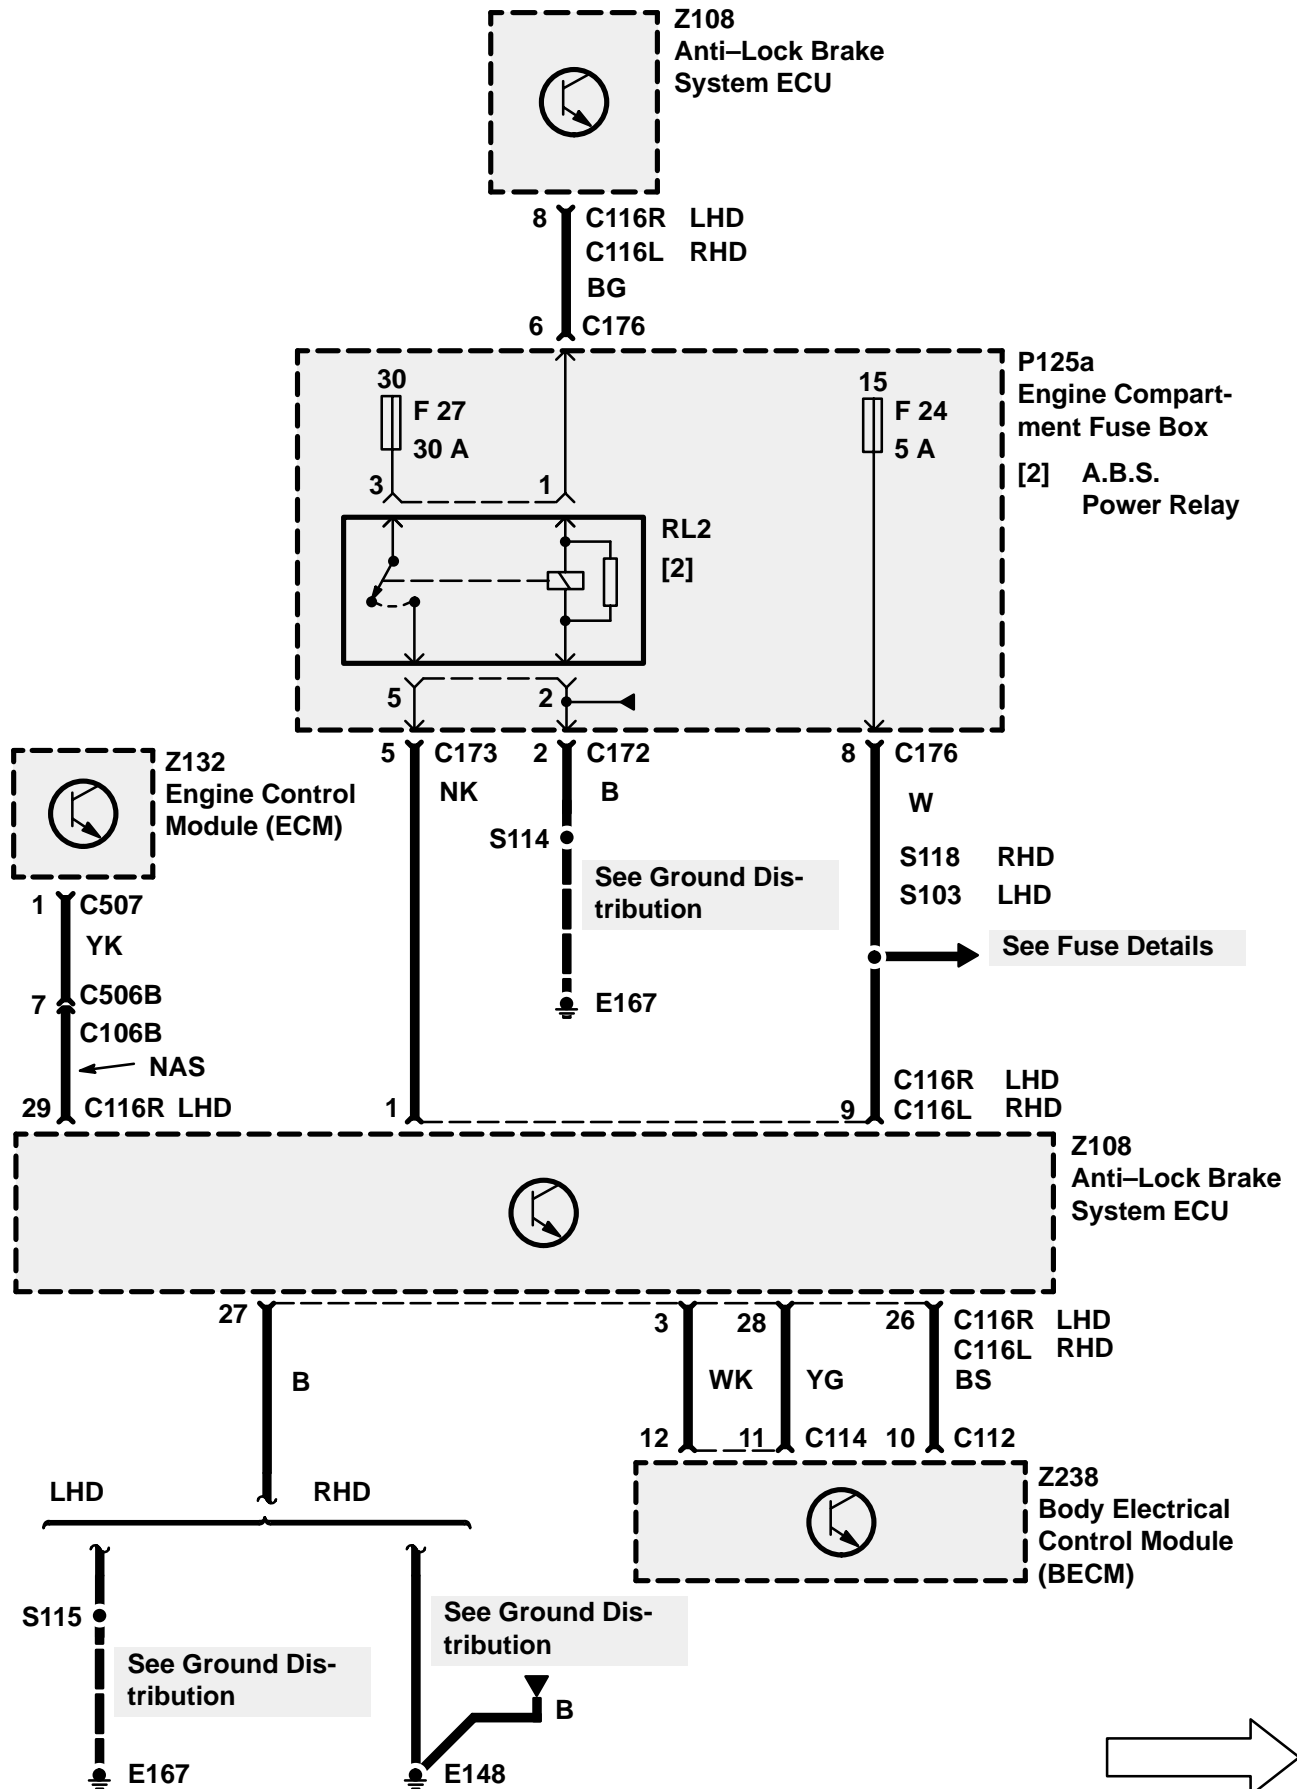 Z108
Anti–Lock Brake
System ECU
8 C116R LHD
C116L RHD
BG
6 C176
P125a
Engine Compart-
ment Fuse Box
[2] A.B.S.
Power Relay
30
F 27
30 A
15
F 24
5 A
3 1
RL2
[2]
5 2
5 C173 2 C172 8 C176
NK B W
Z132
Engine Control
Module (ECM)
S114
S118 RHD
S103 LHD
See Ground Dis-
tribution
See Fuse Details
E167
1 C507
YK
7 C506B
C106B
NAS
29 C116R LHD
1 9
C116R LHD
C116L RHD
Z108
Anti–Lock Brake
System ECU
27 3 28 26 C116R LHD
C116L RHD
B WK YG BS
12 11 C114 10 C112
Z238
Body Electrical
Control Module
(BECM)
LHD RHD
S115
See Ground Dis-
tribution
See Ground Dis-
tribution
B
E167 E148